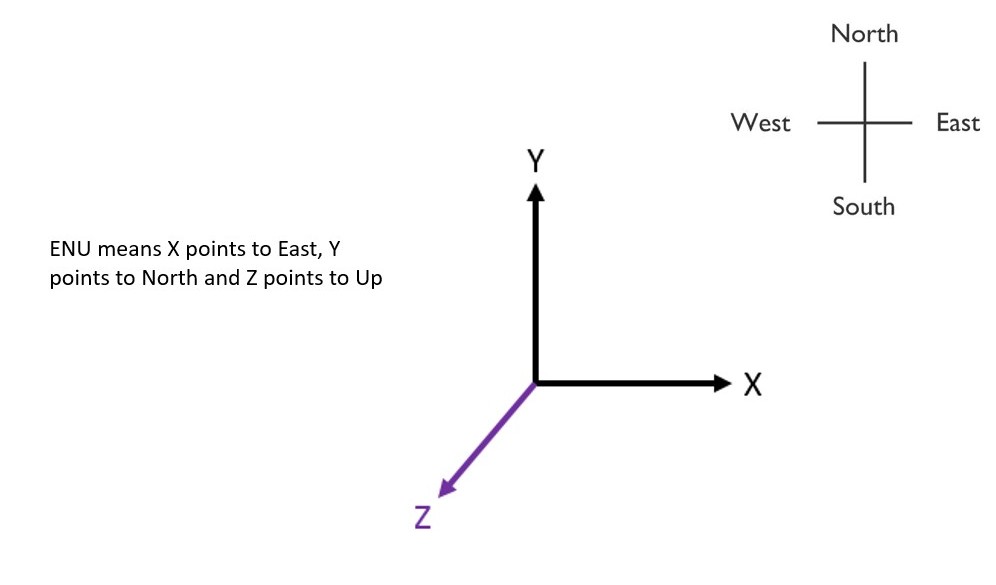 North
West
East
South
Y
ENU means X points to East, Y
points to North and Z points to Up
X
Z